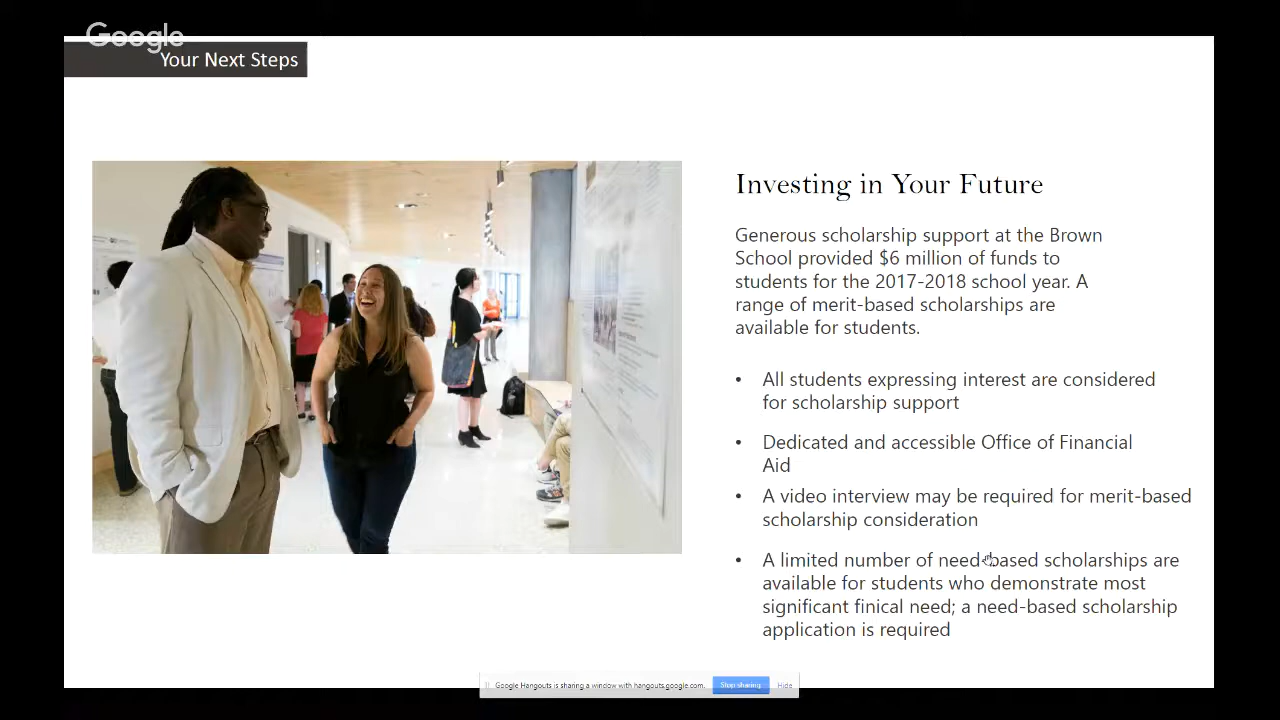 Google
Your Next Steps
Investing in Your Future
Generous scholarship support at the Brown
School provided $6 million of funds to
students for the 2017-2018 school year. A
range of merit-based scholarships are
available for students.
• All students expressing interest are considered
for scholarship support
• Dedicated and accessible Office of Financial
Aid
• A video interview may be required for merit-based
scholarship consideration
• A limited number of need-based scholarships are
available for students who demonstrate most
significant finical need; a need-based scholarship
application is required
Google Hangouts is sharing a window with hangouts.google.com.
Stop sharing
Hide